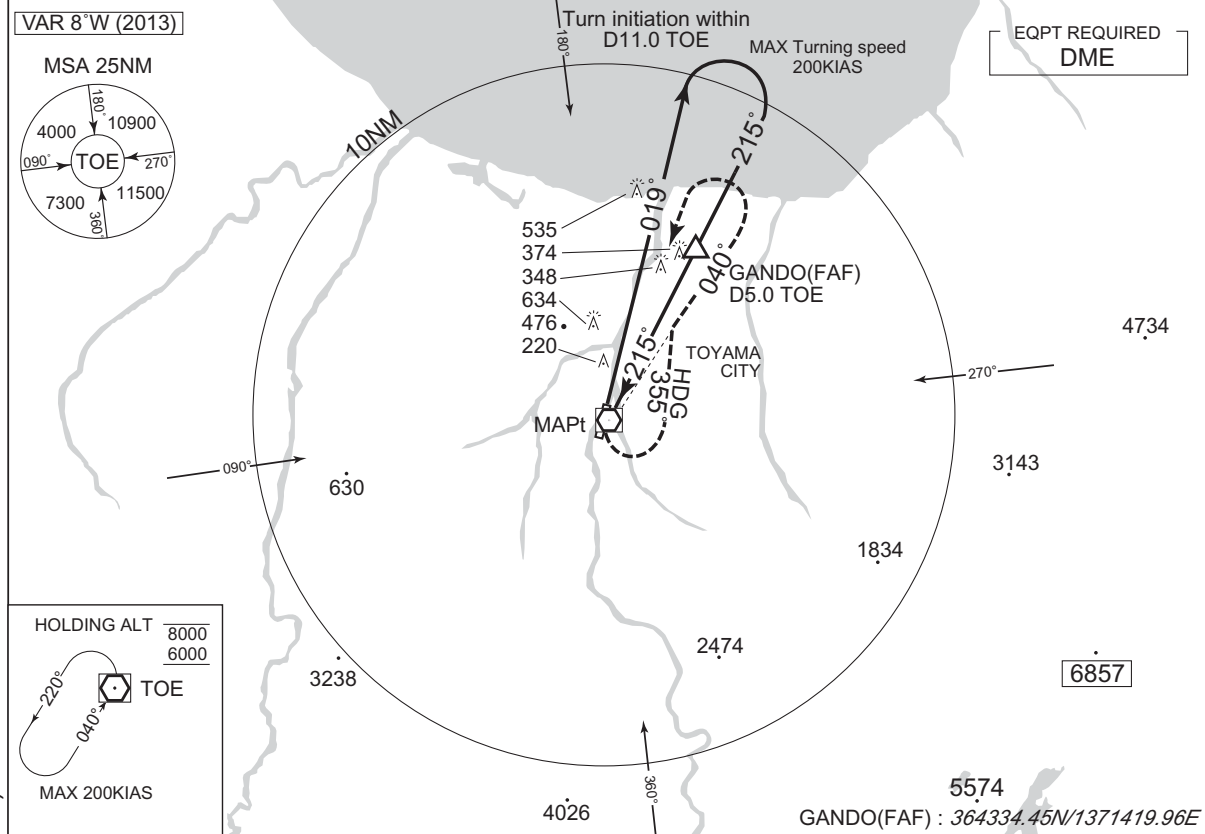 VAR 8°W (2013)
MSA 25NM
180°
4000
10900
090°
TOE
270°
7300
11500
360°
180°
Turn initiation within
D11.0 TOE
MAX Turning speed
200KIAS
EQPT REQUIRED
DME
10NM
215°
019°
535
374
348
634
476
220
040°
GANDO(FAF)
D5.0 TOE
4734
215°
TOYAMA
CITY
HDG
355°
270°
MAPt
090°
630
3143
1834
HOLDING ALT
8000
6000
220°
TOE
040°
MAX 200KIAS
3238
2474
6857
360°
4026
5574
GANDO(FAF) : 364334.45N/1371419.96E